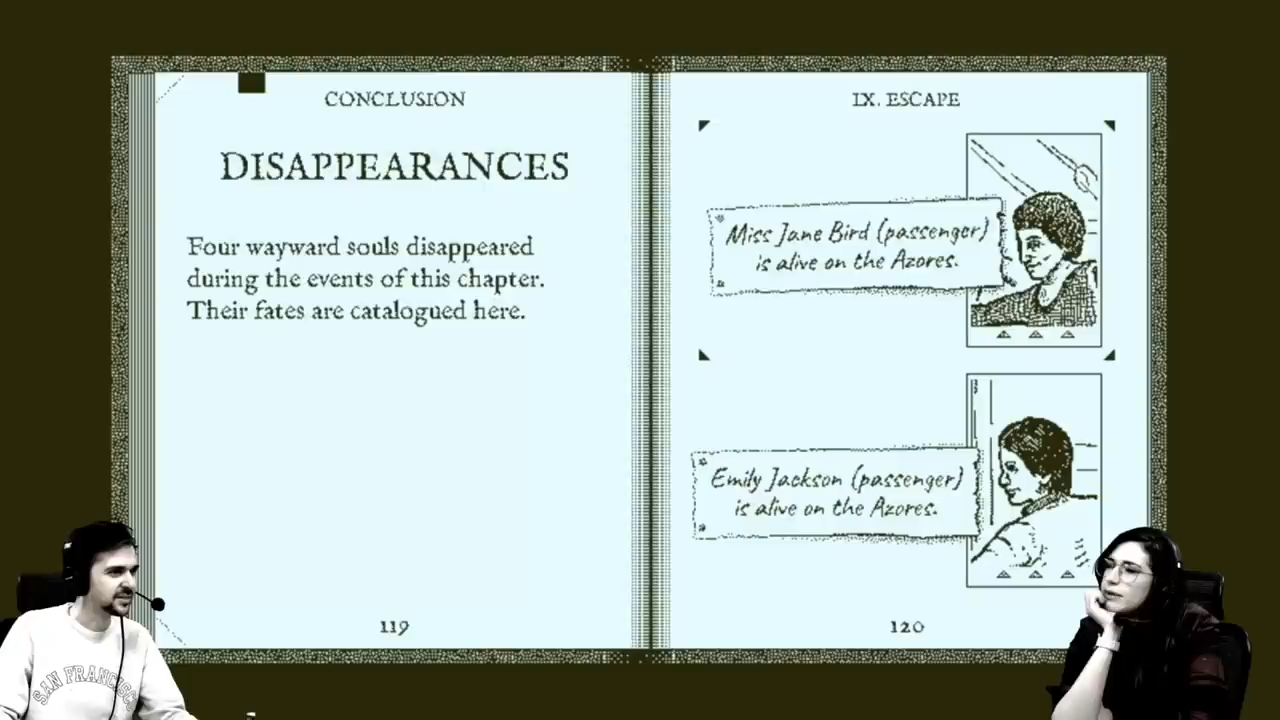 CONCLUSION
DISAPPEARANCES
Four wayward souls disappeared
during the events of this chapter.
Their fates are catalogued here.
119
IX. ESCAPE
Miss Jane Bird (passenger)
is alive on the Azores.
Emily Jackson (passenger)
is alive on the Azores.
120
SAN FRANCISCO